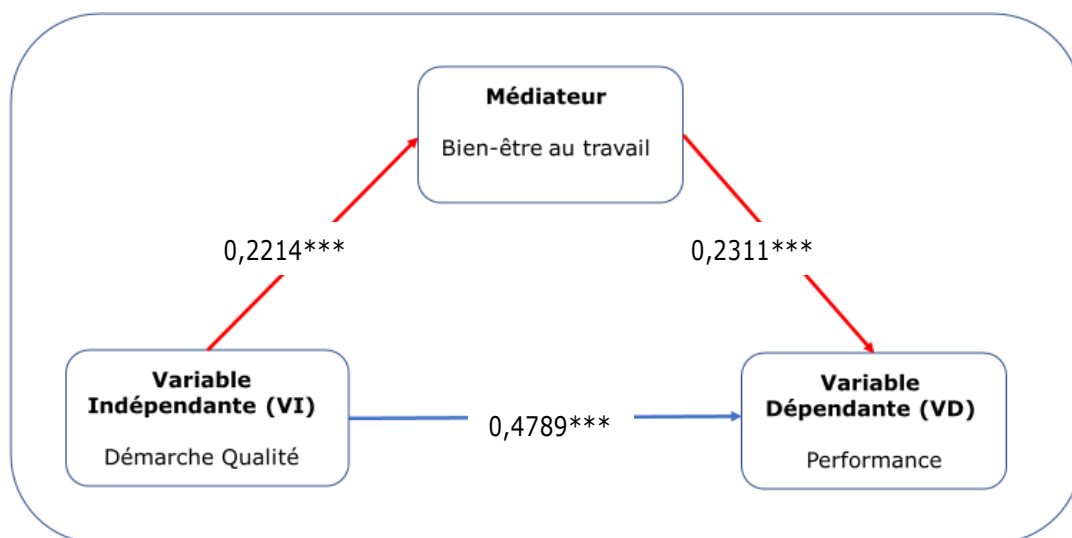 Médiateur
Bien-être au travail
0,2214***
0,2311***
Variable
Indépendante (VI)
Démarche Qualité
0,4789***
Variable
Dépendante (VD)
Performance